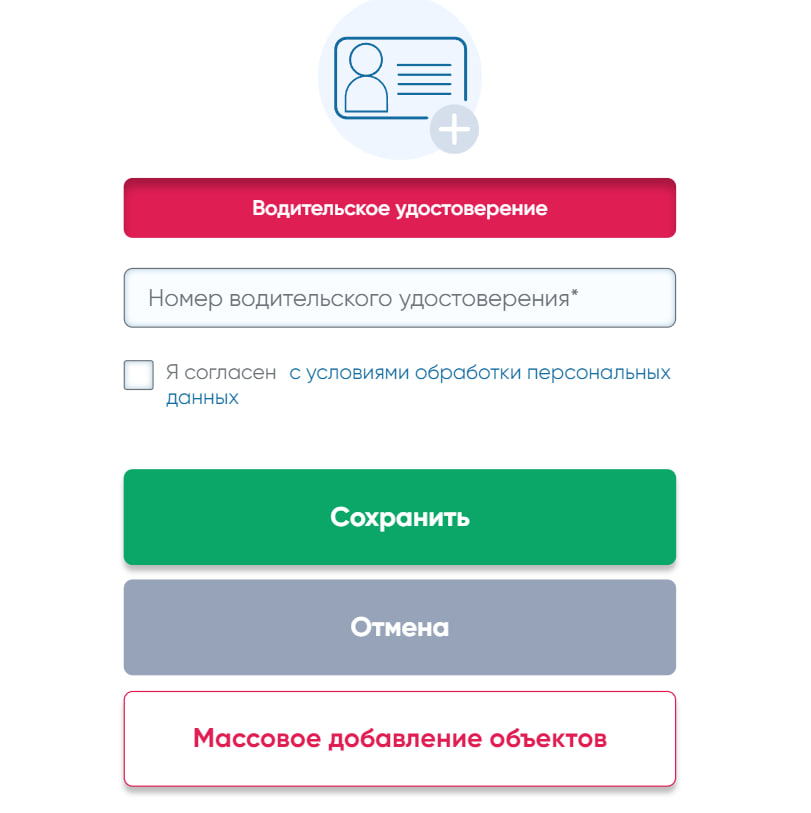 Водительское удостоверение
Номер водительского удостоверения*
Я согласен с условиями обработки персональных
данных
Сохранить
Отмена
Массовое добавление объектов